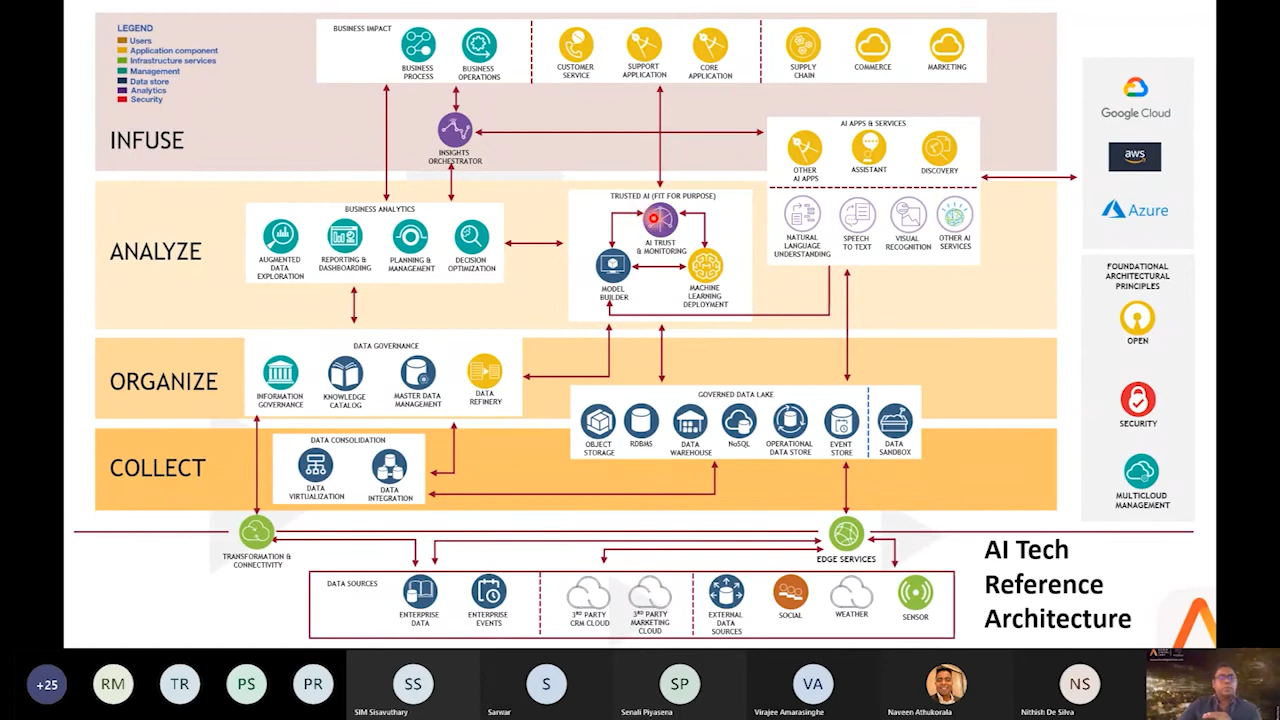 LEGEND
Users
Application component
Infrastructure services
Management
Data store
Analytics
Security
INFUSE
BUSINESS IMPACT
BUSINESS
PROCESS
BUSINESS
OPERATIONS
CUSTOMER
SERVICE
SUPPORT
APPLICATION
CORE
APPLICATION
SUPPLY
CHAIN
COMMERCE
MARKETING
INSIGHTS
ORCHESTRATOR
AI APPS & SERVICES
OTHER
AI APPS
ASSISTANT
DISCOVERY
NATURAL
LANGUAGE
UNDERSTANDING
SPEECH
TO TEXT
VISUAL
RECOGNITION
OTHER AI
SERVICES
ANALYZE
BUSINESS ANALYTICS
AUGMENTED
DATA
EXPLORATION
REPORTING &
DASHBOARDING
PLANNING &
MANAGEMENT
DECISION
OPTIMIZATION
TRUSTED AI (FIT FOR PURPOSE)
AI TRUST
& MONITORING
MODEL
BUILDER
MACHINE
LEARNING
DEPLOYMENT
ORGANIZE
DATA GOVERNANCE
INFORMATION
GOVERNANCE
KNOWLEDGE
CATALOG
MASTER DATA
MANAGEMENT
DATA
REFINERY
GOVERNED DATA LAKE
OBJECT
STORAGE
RDBMS
DATA
WAREHOUSE
NoSQL
OPERATIONAL
DATA STORE
EVENT
STORE
DATA
SANDBOX
COLLECT
DATA CONSOLIDATION
DATA
VIRTUALIZATION
DATA
INTEGRATION
TRANSFORMATION &
CONNECTIVITY
EDGE SERVICES
DATA SOURCES
ENTERPRISE
DATA
ENTERPRISE
EVENTS
3RD PARTY
CRM CLOUD
3RD PARTY
MARKETING
CLOUD
EXTERNAL
DATA
SOURCES
SOCIAL
WEATHER
SENSOR
Google Cloud
aws
Azure
FOUNDATIONAL
ARCHITECTURAL
PRINCIPLES
OPEN
SECURITY
MULTICLOUD
MANAGEMENT
AI Tech
Reference
Architecture
+25
RM
TR
PS
PR
SS
SIM Sisavuthary
S
Sarwar
SP
Senali Piyasena
VA
Virajee Amarasinghe
Naveen Athukorala
NS
Nithish De Silva